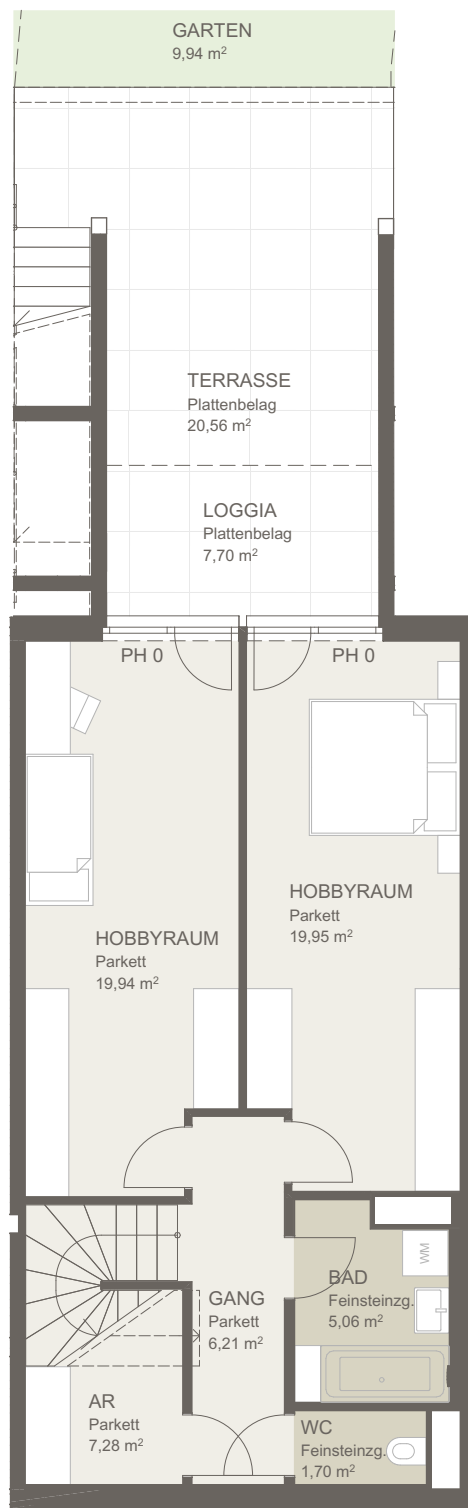 GARTEN
9,94 m²
TERRASSE
Plattenbelag
20,56 m²
LOGGIA
Plattenbelag
7,70 m²
PH 0
PH 0
HOBBYRAUM
Parkett
19,95 m²
HOBBYRAUM
Parkett
19,94 m²
WM
BAD
Feinsteinzg.
5,06 m²
GANG
Parkett
6,21 m²
AR
Parkett
7,28 m²
WC
Feinsteinzg.
1,70 m²